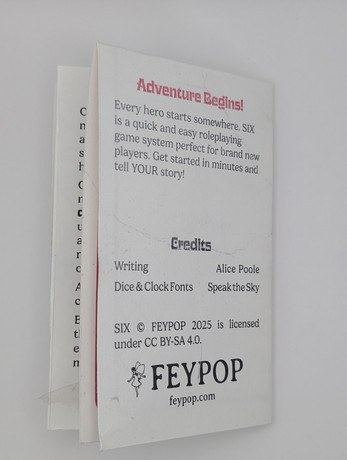 Adventure Begins!
Every hero starts somewhere. SIX
is a quick and easy roleplaying
game system perfect for brand new
players. Get started in minutes and
tell YOUR story!
Credits
Writing Alice Poole
Dice & Clock Fonts Speak the Sky
SIX © FEYPOP 2025 is licensed
under CC BY-SA 4.0.
FEYPOP
feypop.com